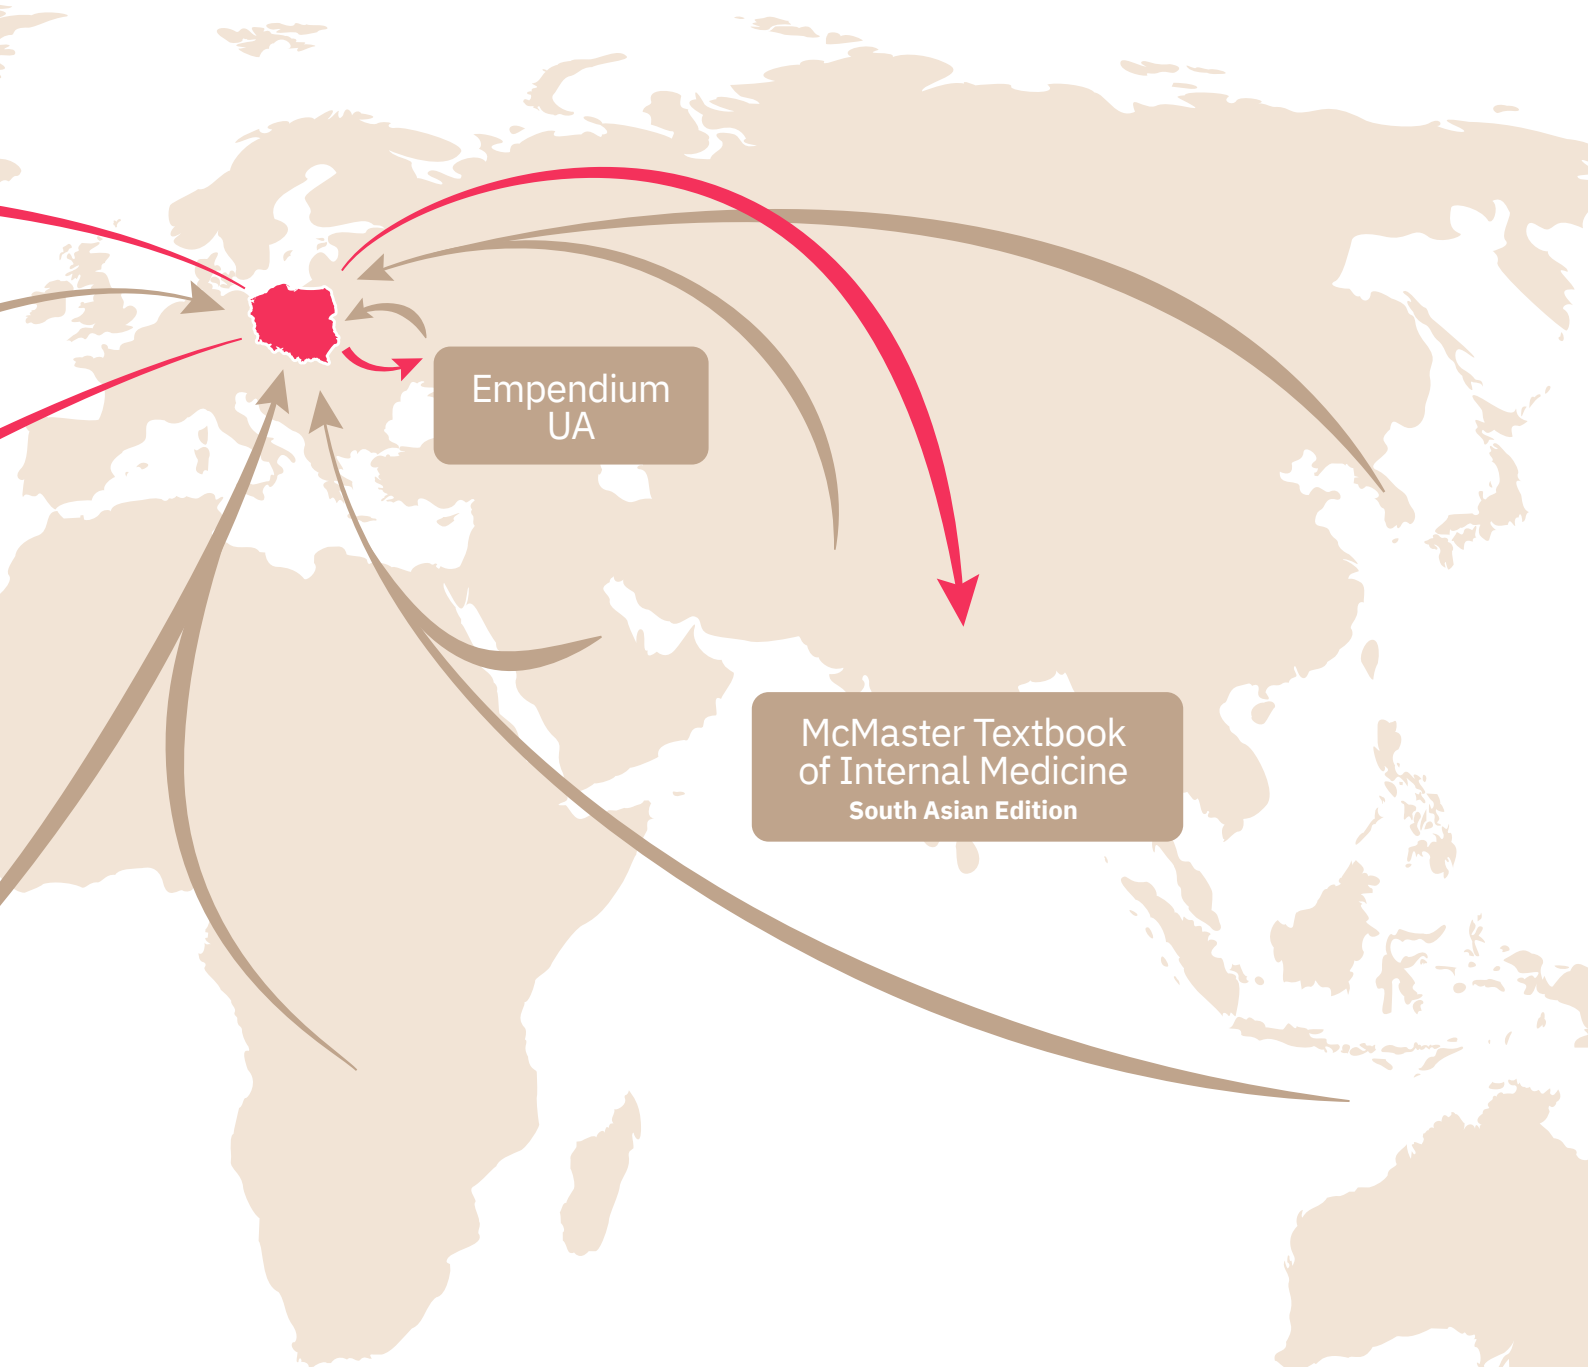 Empendium
UA
McMaster Textbook
of Internal Medicine
South Asian Edition